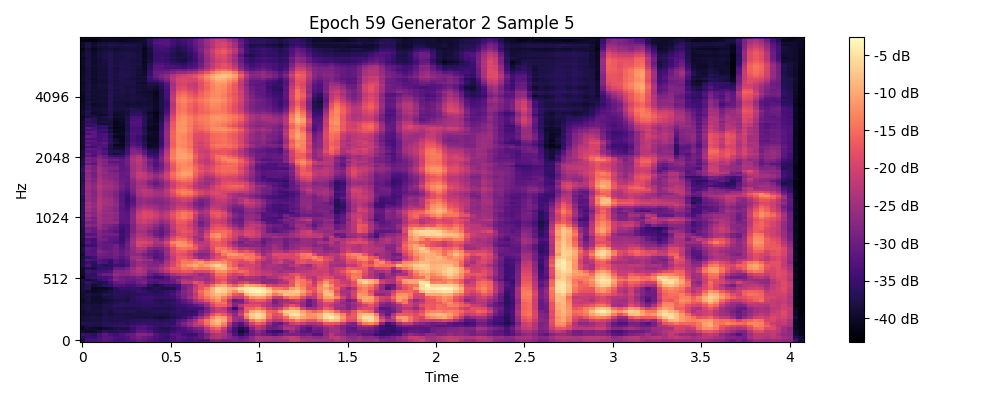 Epoch 59 Generator 2 Sample 5
Hz
4096
2048
1024
512
0
0 0.5 1 1.5 2 2.5 3 3.5 4
Time
-5 dB
-10 dB
-15 dB
-20 dB
-25 dB
-30 dB
-35 dB
-40 dB